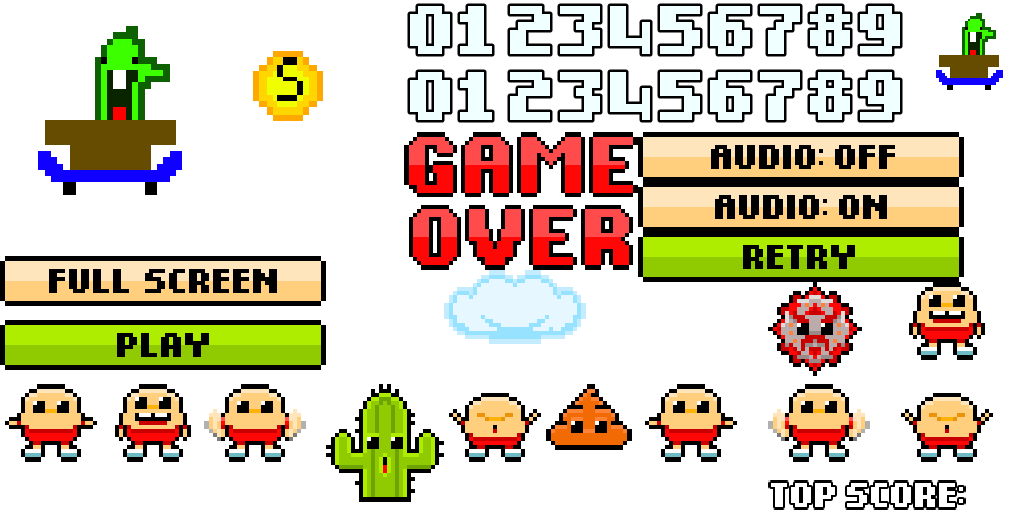 0123456789
S
0123456789
GAME
OVER
AUDIO: OFF
AUDIO: ON
RETRY
FULL SCREEN
PLAY
TOP SCORE: